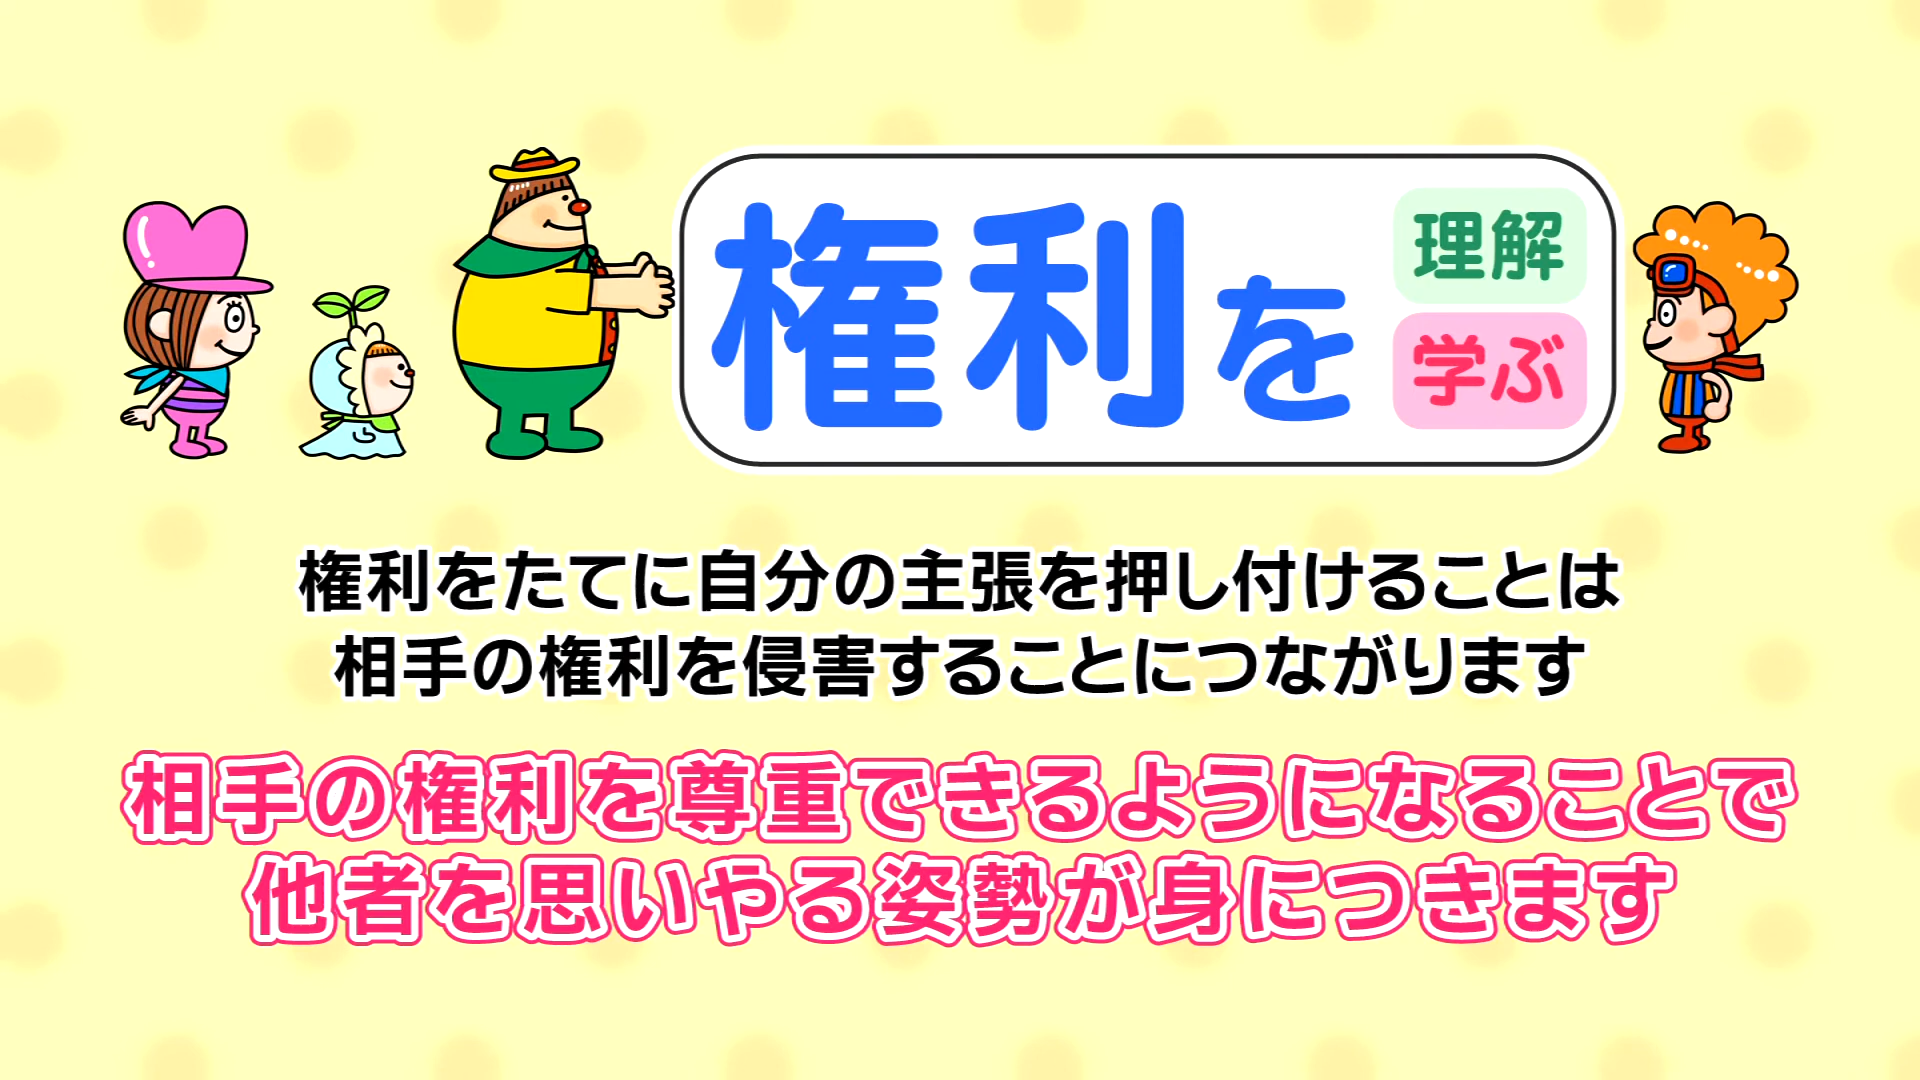 権利を
理解
学ぶ
権利をたてに自分の主張を押し付けることは
相手の権利を侵害することにつながります
相手の権利を尊重できるようになることで
他者を思いやる姿勢が身につきます